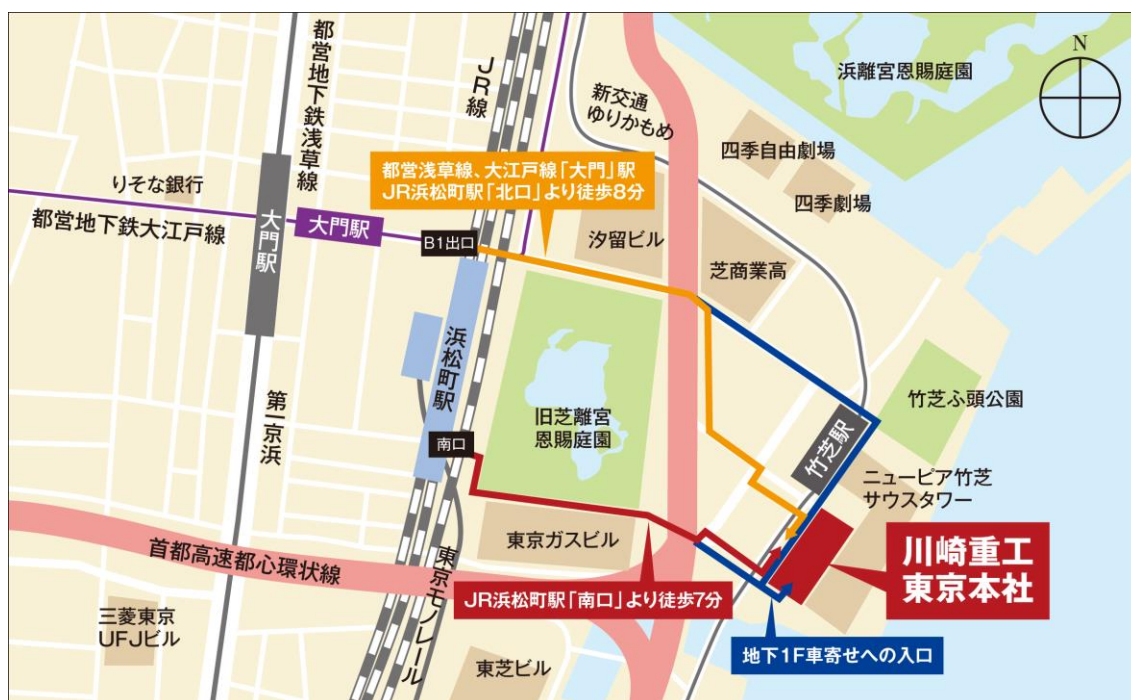 都営地下鉄浅草線
JR線
新交通
ゆりかもめ
浜離宮恩賜庭園
N
四季自由劇場
四季劇場
都営浅草線、大江戸線「大門」駅
JR浜松町駅「北口」より徒歩8分
りそな銀行
都営地下鉄大江戸線
大門駅
大門駅
B1出口
汐留ビル
芝商業高
浜松町駅
旧芝離宮
恩賜庭園
竹芝ふ頭公園
竹芝駅
第一京浜
南口
ニューピア竹芝
サウスタワー
東京ガスビル
川崎重工
東京本社
首都高速都心環状線
東京モノレール
JR浜松町駅「南口」より徒歩7分
三菱東京
UFJビル
東芝ビル
地下1F車寄せへの入口